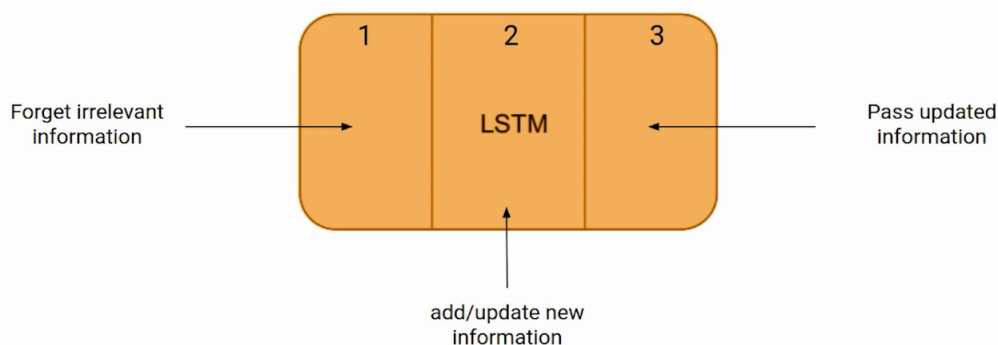 1 2 3
Forget irrelevant
information
LSTM
Pass updated
information
add/update new
information